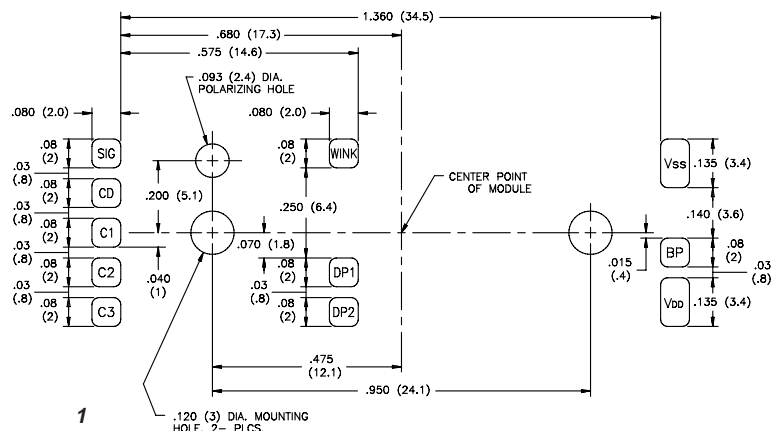 1.360 (34.5)
.680 (17.3)
.575 (14.6)
.093 (2.4) DIA.
POLARIZING HOLE
.080 (2.0)
.080 (2.0)
.08
(2)
SIG
.08
(2)
WINK
VSS
.135 (3.4)
.03
(.8)
.08
(2)
CD
.200 (5.1)
CENTER POINT
OF MODULE
.250 (6.4)
.140 (3.6)
.03
(.8)
.08
(2)
C1
.070 (1.8)
.015
(.4)
BP
.08
(2)
.03
(.8)
.03
(.8)
.08
(2)
C2
.040
(1)
.08
(2)
DP1
.03
(.8)
.03
(.8)
.08
(2)
C3
.08
(2)
DP2
VDD
.135 (3.4)
.475
(12.1)
.950 (24.1)
1
.120 (3) DIA. MOUNTING
HOLE, 2– PLCS.